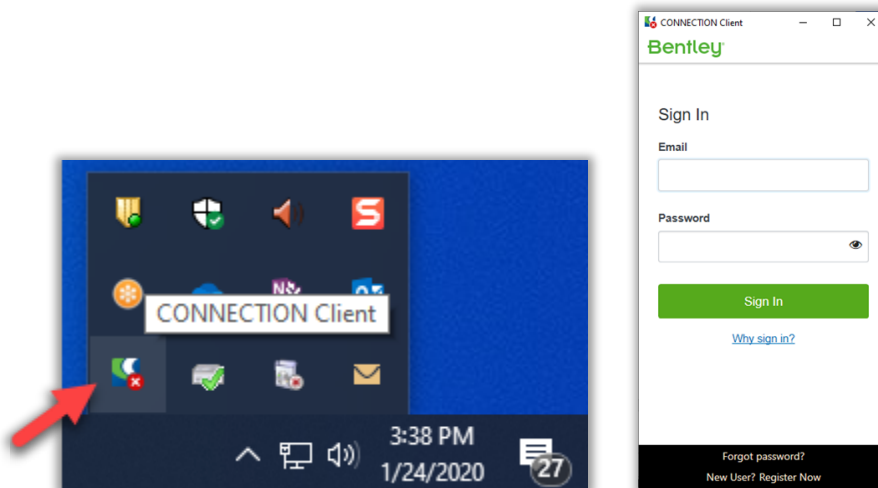 CONNECTION Client
3:38 PM
1/24/2020
27
CONNECTION Client
Bentley
Sign In
Email
Password
Sign In
Why sign in?
Forgot password?
New User? Register Now